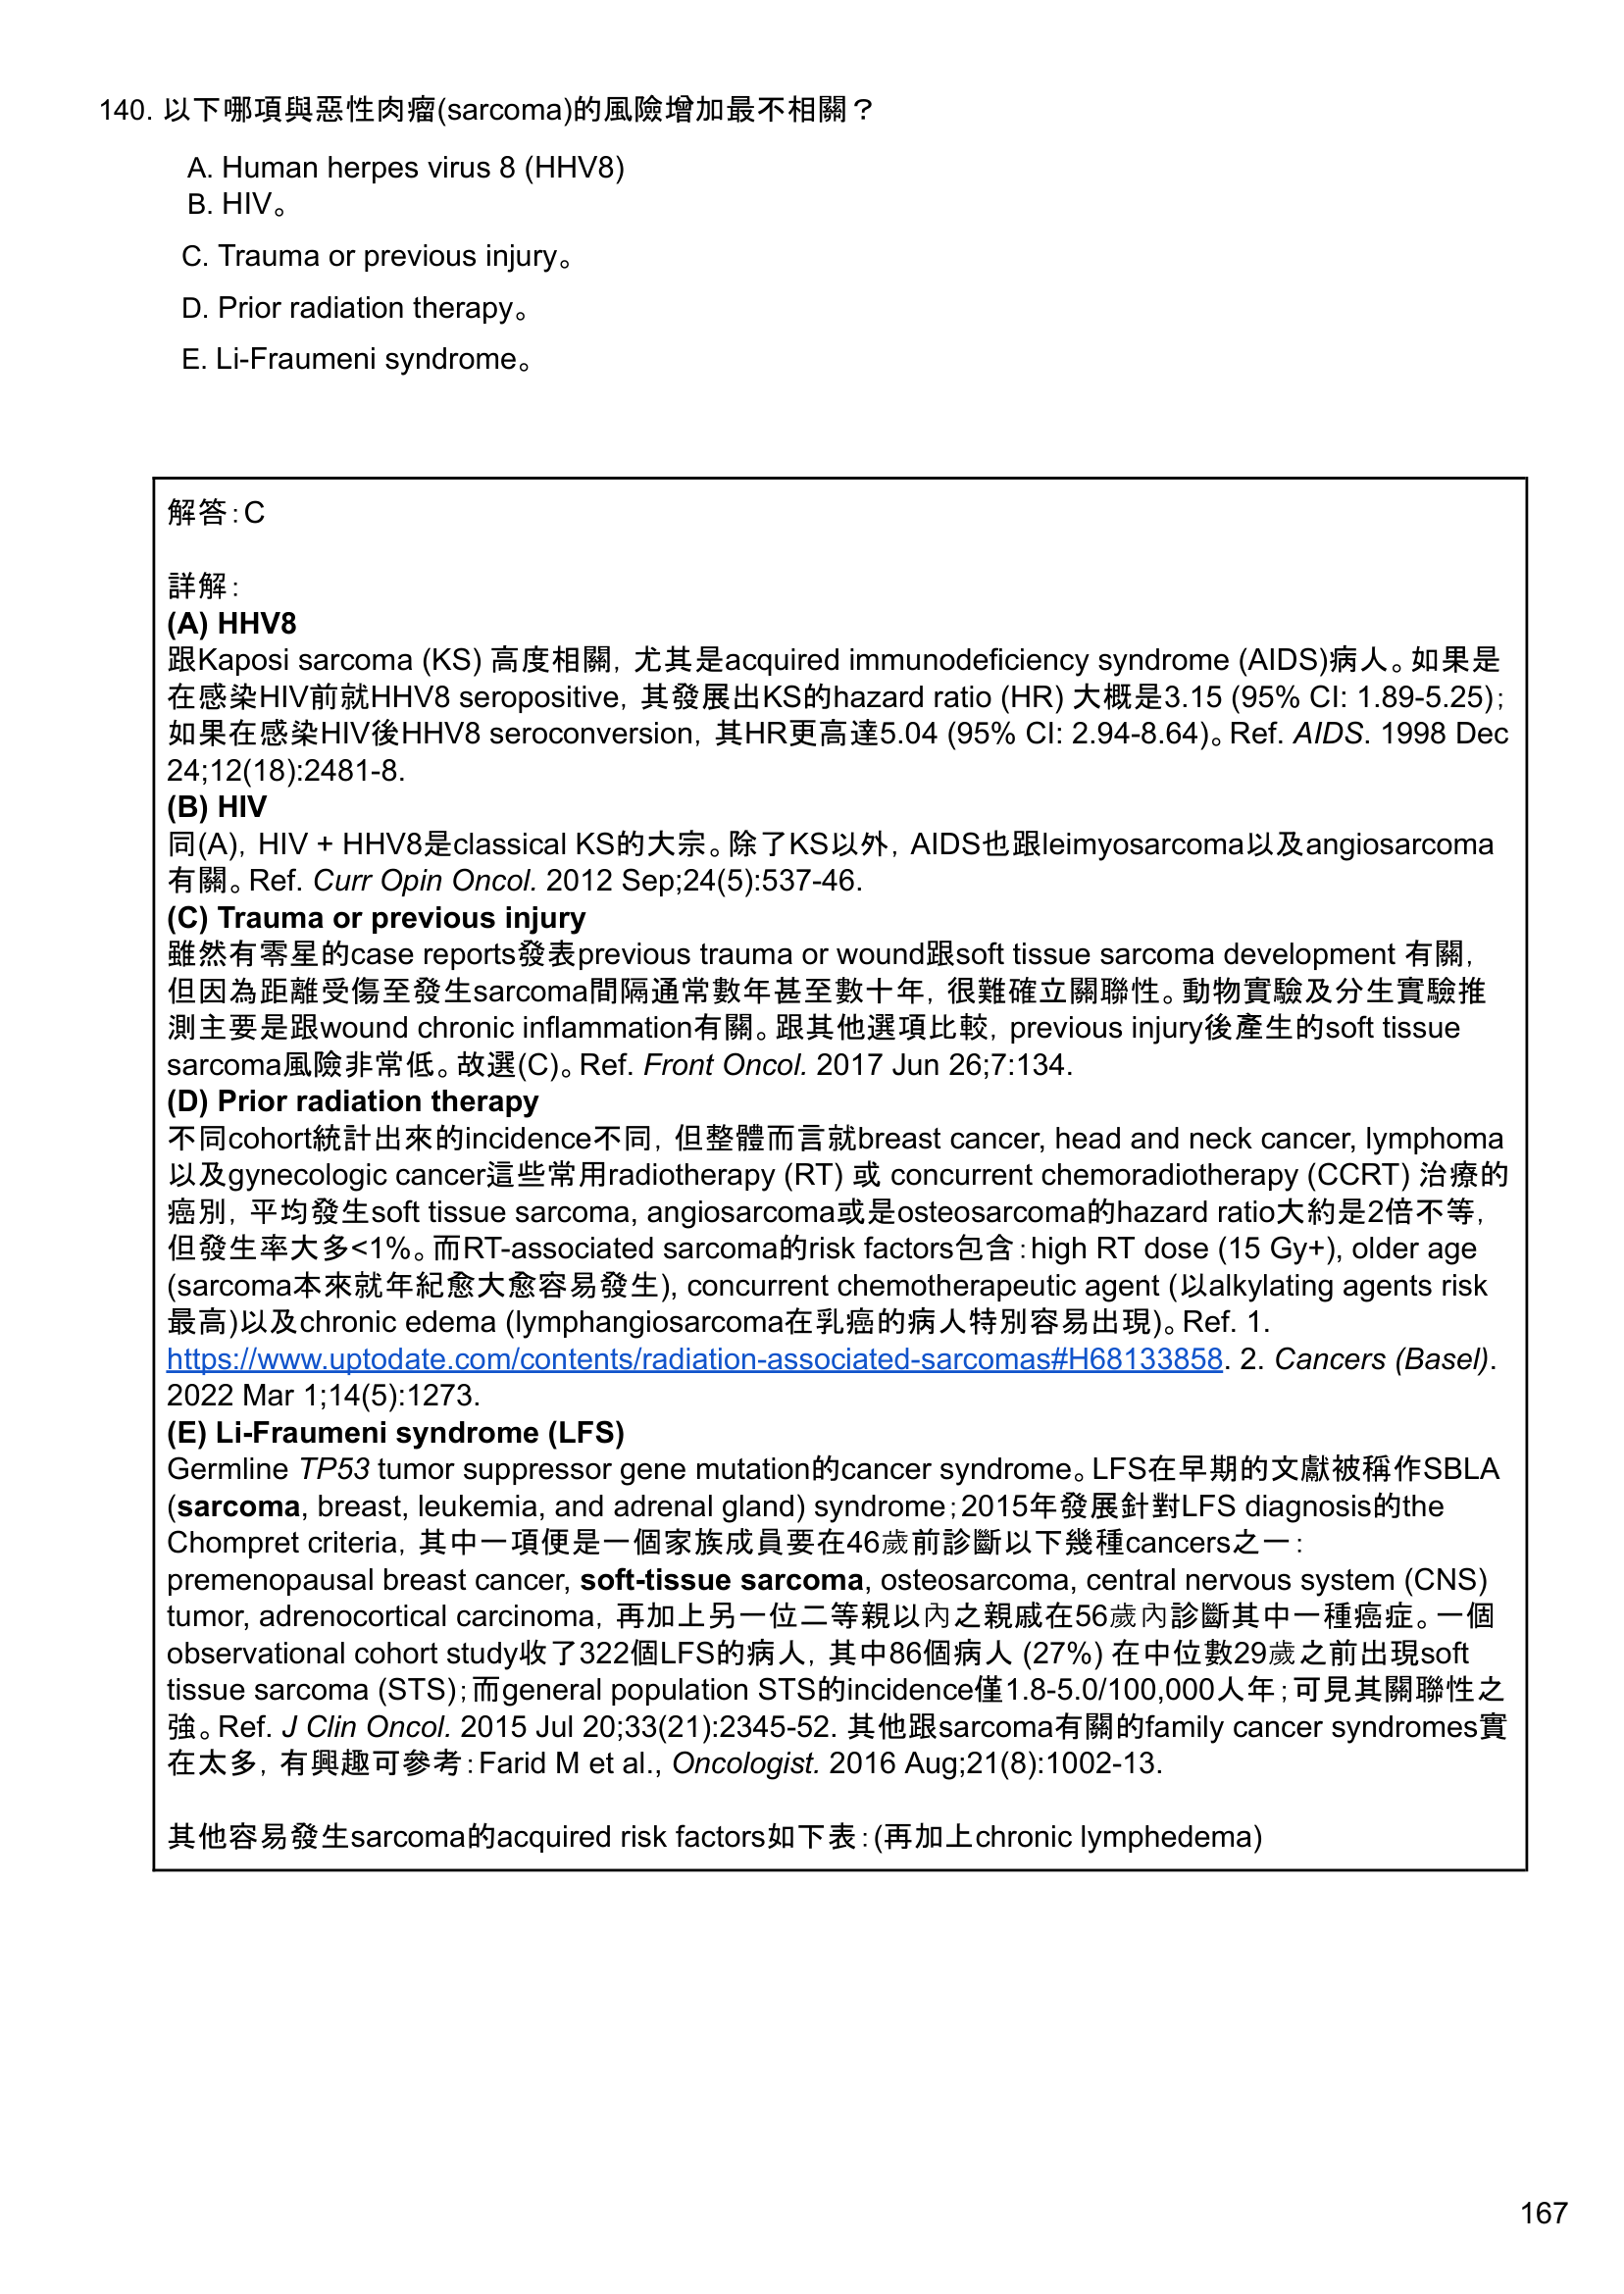 140. 以下哪項與惡性肉瘤(sarcoma)的風險增加最不相關？
A. Human herpes virus 8 (HHV8)
B. HIV。
C. Trauma or previous injury。
D. Prior radiation therapy。
E. Li-Fraumeni syndrome。
解答：C
詳解：
(A) HHV8
跟Kaposi sarcoma (KS) 高度相關，尤其是acquired immunodeficiency syndrome (AIDS)病人。如果是
在感染HIV前就HHV8 seropositive，其發展出KS的hazard ratio (HR) 大概是3.15 (95% CI: 1.89-5.25)；
如果在感染HIV後HHV8 seroconversion，其HR更高達5.04 (95% CI: 2.94-8.64)。Ref. AIDS. 1998 Dec
24;12(18):2481-8.
(B) HIV
同(A)，HIV + HHV8是classical KS的大宗。除了KS以外，AIDS也跟leimyosarcoma以及angiosarcoma
有關。Ref. Curr Opin Oncol. 2012 Sep;24(5):537-46.
(C) Trauma or previous injury
雖然有零星的case reports發表previous trauma or wound跟soft tissue sarcoma development 有關，
但因為距離受傷至發生sarcoma間隔通常數年甚至數十年，很難確立關聯性。動物實驗及分生實驗推
測主要是跟wound chronic inflammation有關。跟其他選項比較，previous injury後產生的soft tissue
sarcoma風險非常低。故選(C)。Ref. Front Oncol. 2017 Jun 26;7:134.
(D) Prior radiation therapy
不同cohort統計出來的incidence不同，但整體而言就breast cancer, head and neck cancer, lymphoma
以及gynecologic cancer這些常用radiotherapy (RT) 或 concurrent chemoradiotherapy (CCRT) 治療的
癌別，平均發生soft tissue sarcoma, angiosarcoma或是osteosarcoma的hazard ratio大約是2倍不等，
但發生率大多<1%。而RT-associated sarcoma的risk factors包含：high RT dose (15 Gy+), older age
(sarcoma本來就年紀愈大愈容易發生), concurrent chemotherapeutic agent (以alkylating agents risk
最高)以及chronic edema (lymphangiosarcoma在乳癌的病人特別容易出現)。Ref. 1.
https://www.uptodate.com/contents/radiation-associated-sarcomas#H68133858. 2. Cancers (Basel).
2022 Mar 1;14(5):1273.
(E) Li-Fraumeni syndrome (LFS)
Germline TP53 tumor suppressor gene mutation的cancer syndrome。LFS在早期的文獻被稱作SBLA
(sarcoma, breast, leukemia, and adrenal gland) syndrome；2015年發展針對LFS diagnosis的the
Chompret criteria，其中一項便是一個家族成員要在46歲前診斷以下幾種cancers之一：
premenopausal breast cancer, soft-tissue sarcoma, osteosarcoma, central nervous system (CNS)
tumor, adrenocortical carcinoma，再加上另一位二等親以內之親戚在56歲內診斷其中一種癌症。一個
observational cohort study收了322個LFS的病人，其中86個病人 (27%) 在中位數29歲之前出現soft
tissue sarcoma (STS)；而general population STS的incidence僅1.8-5.0/100,000人年；可見其關聯性之
強。Ref. J Clin Oncol. 2015 Jul 20;33(21):2345-52. 其他跟sarcoma有關的family cancer syndromes實
在太多，有興趣可參考：Farid M et al., Oncologist. 2016 Aug;21(8):1002-13.
其他容易發生sarcoma的acquired risk factors如下表：(再加上chronic lymphedema)
167